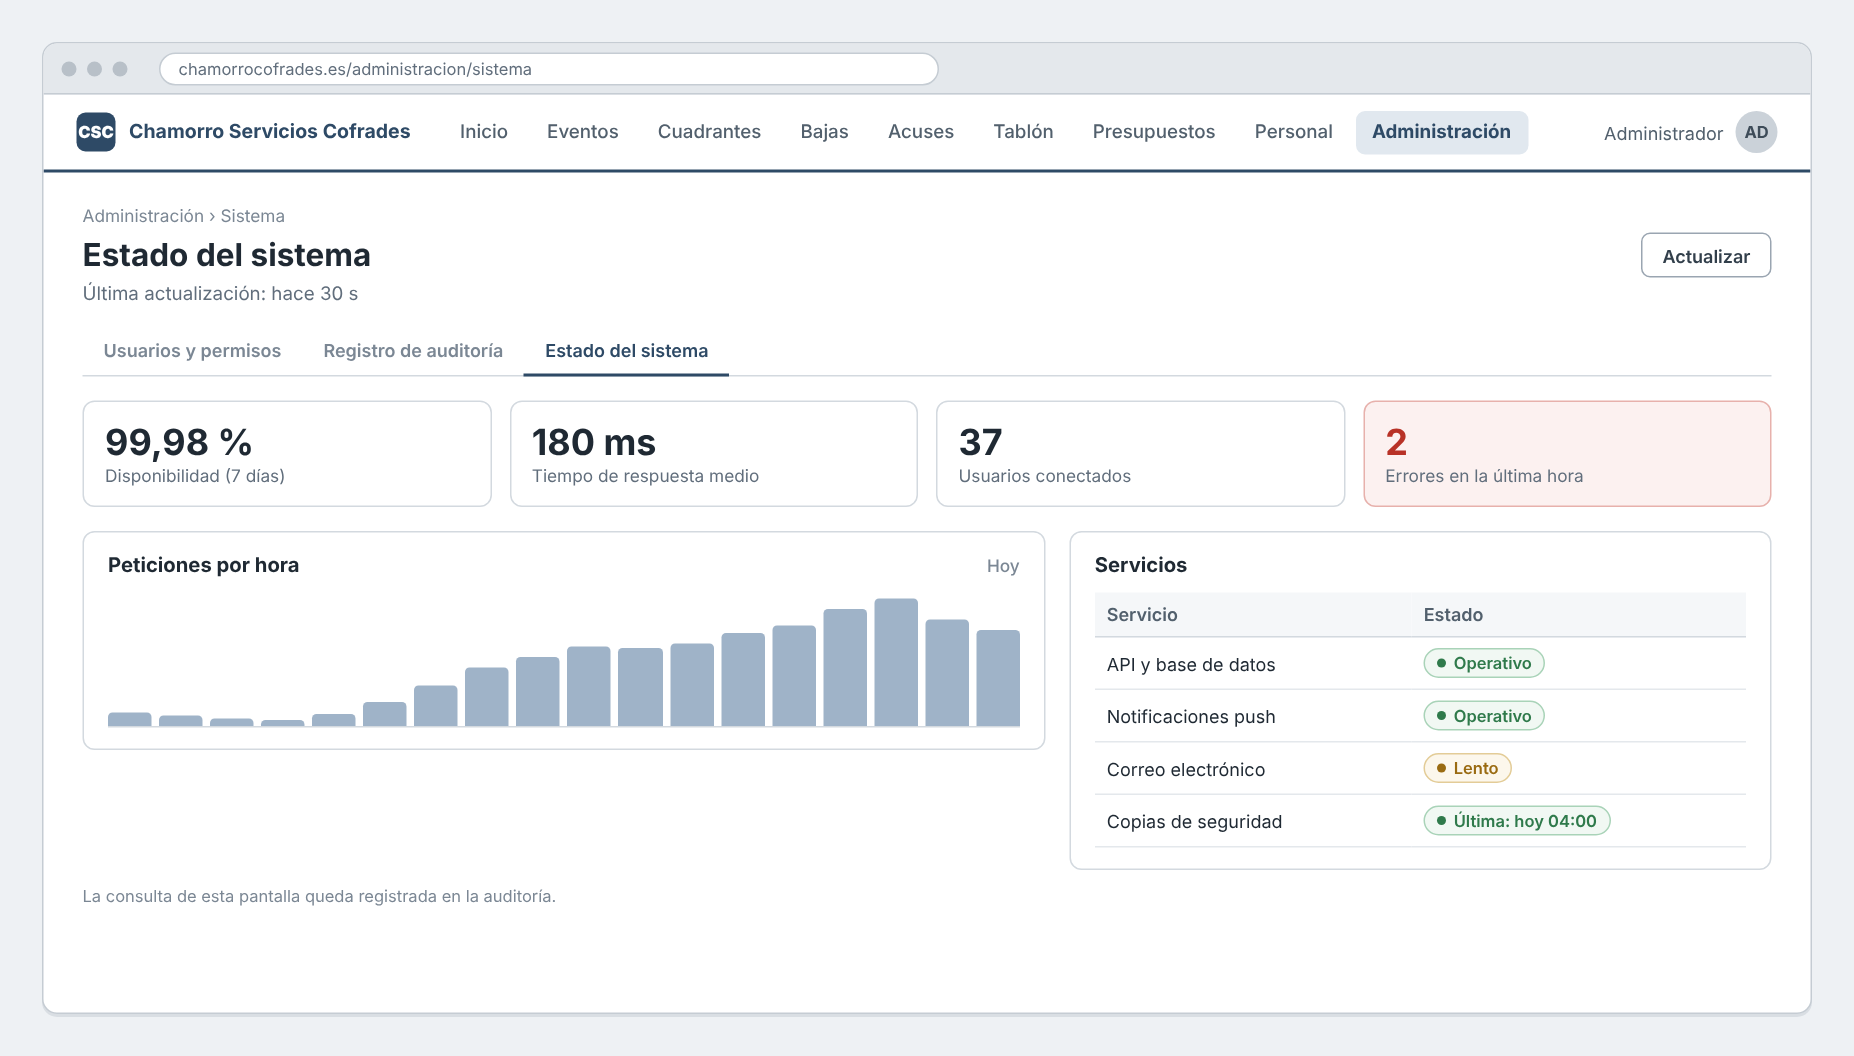 chamorrocofrades.es/administracion/sistema
CSC Chamorro Servicios Cofrades Inicio Eventos Cuadrantes Bajas Acuses Tablón Presupuestos Personal Administración Administrador AD
Administración › Sistema
Estado del sistema
Actualizar
Última actualización: hace 30 s
Usuarios y permisos Registro de auditoría Estado del sistema
99,98 %
Disponibilidad (7 días)
180 ms
Tiempo de respuesta medio
37
Usuarios conectados
2
Errores en la última hora
Peticiones por hora Hoy
Servicios
Servicio Estado
API y base de datos Operativo
Notificaciones push Operativo
Correo electrónico Lento
Copias de seguridad Última: hoy 04:00
La consulta de esta pantalla queda registrada en la auditoría.